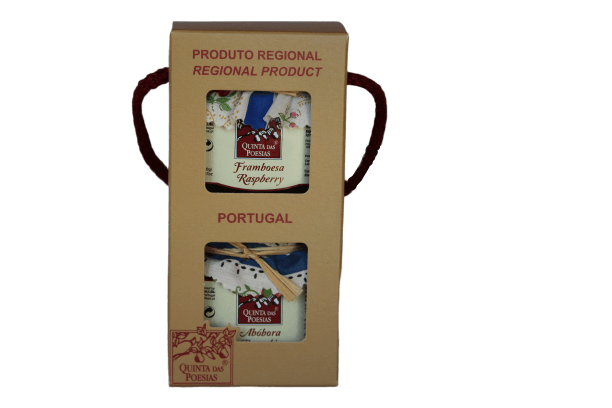 PRODUTO REGIONAL
REGIONAL PRODUCT
QUINTA DAS
POESIAS
Framboesa
Raspberry
PORTUGAL
QUINTA DAS
POESIAS
Abóbora
QUINTA DAS
POESIAS
®